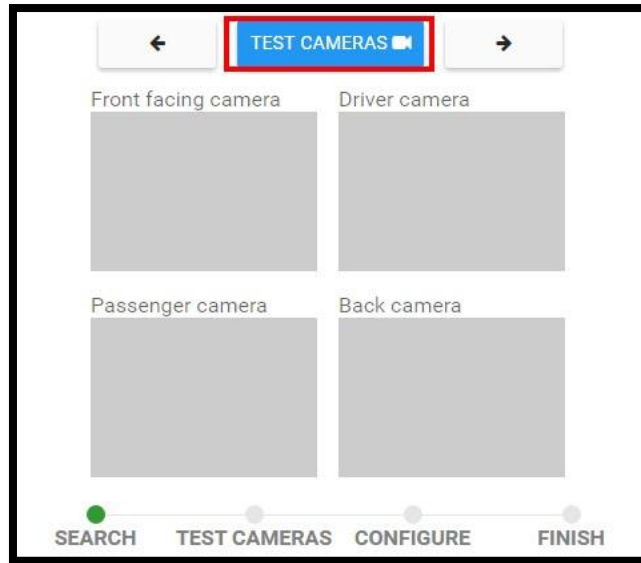 TEST CAMERAS
Front facing camera Driver camera
Passenger camera Back camera
SEARCH TEST CAMERAS CONFIGURE FINISH